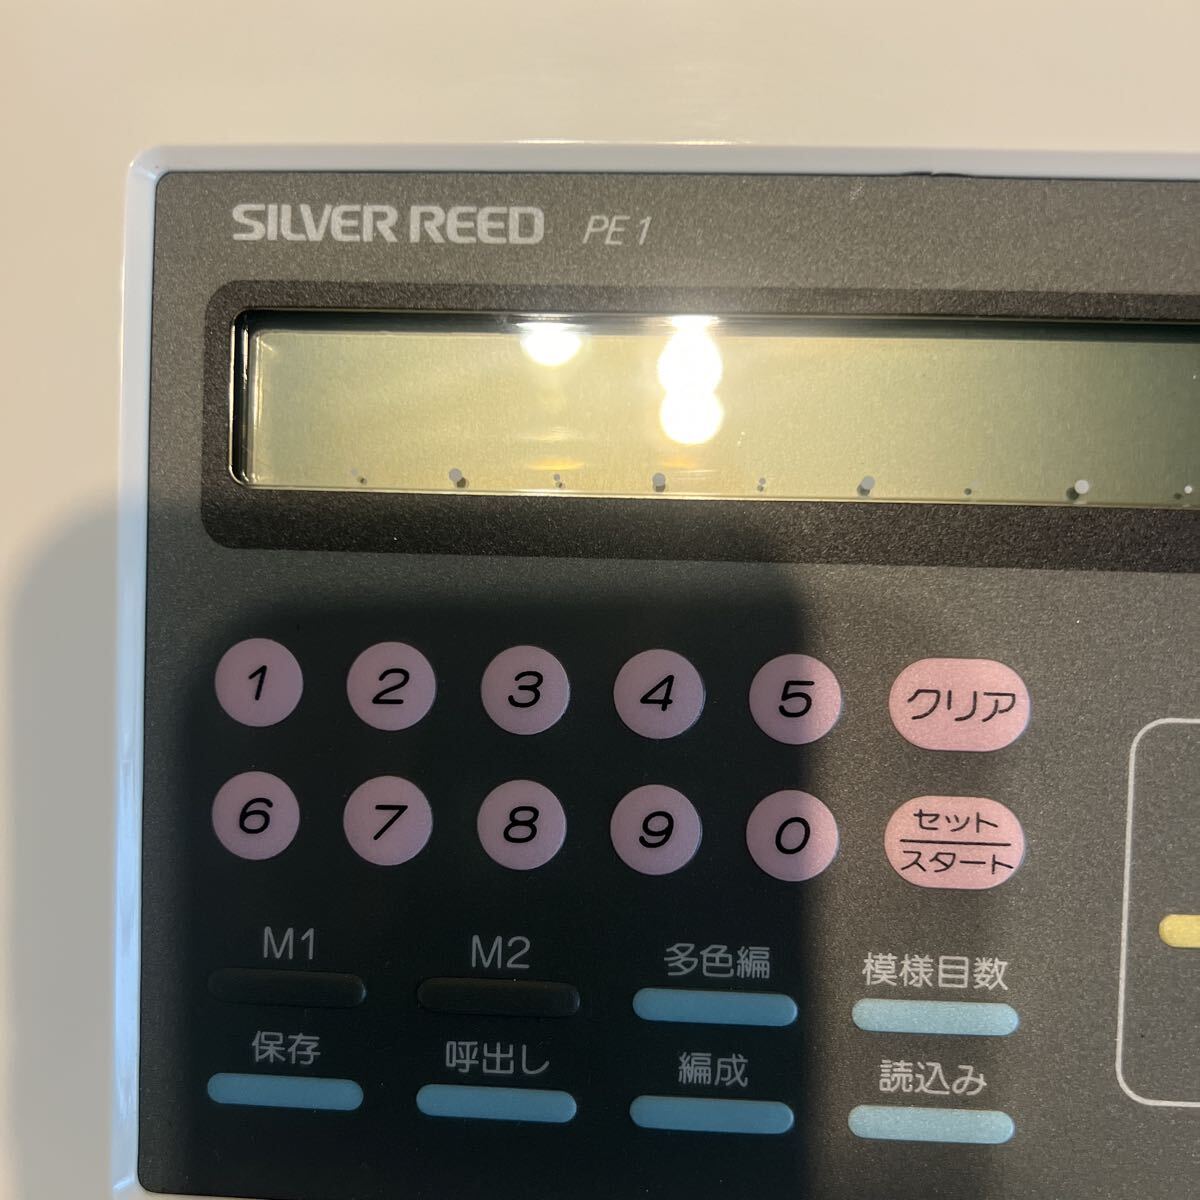 SILVER REED PE 1
1 2 3 4 5 クリア
6 7 8 9 0 セット
スタート
M1 M2 多色編 模様目数
保存 呼出し 編成 読込み